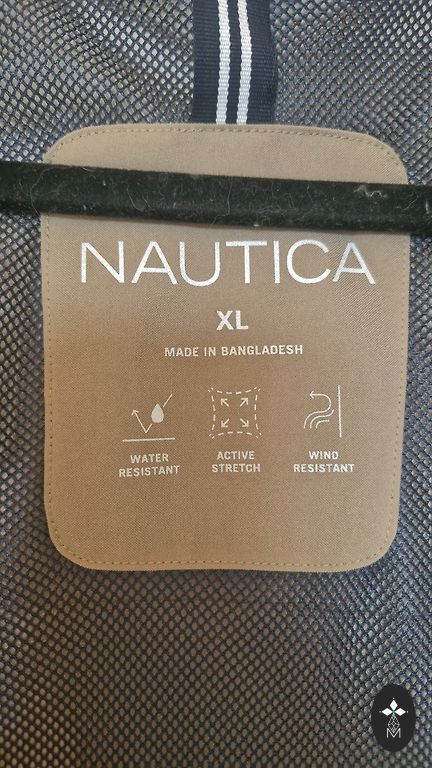 NAUTICA
XL
MADE IN BANGLADESH
WATER
RESISTANT
ACTIVE
STRETCH
WIND
RESISTANT
M